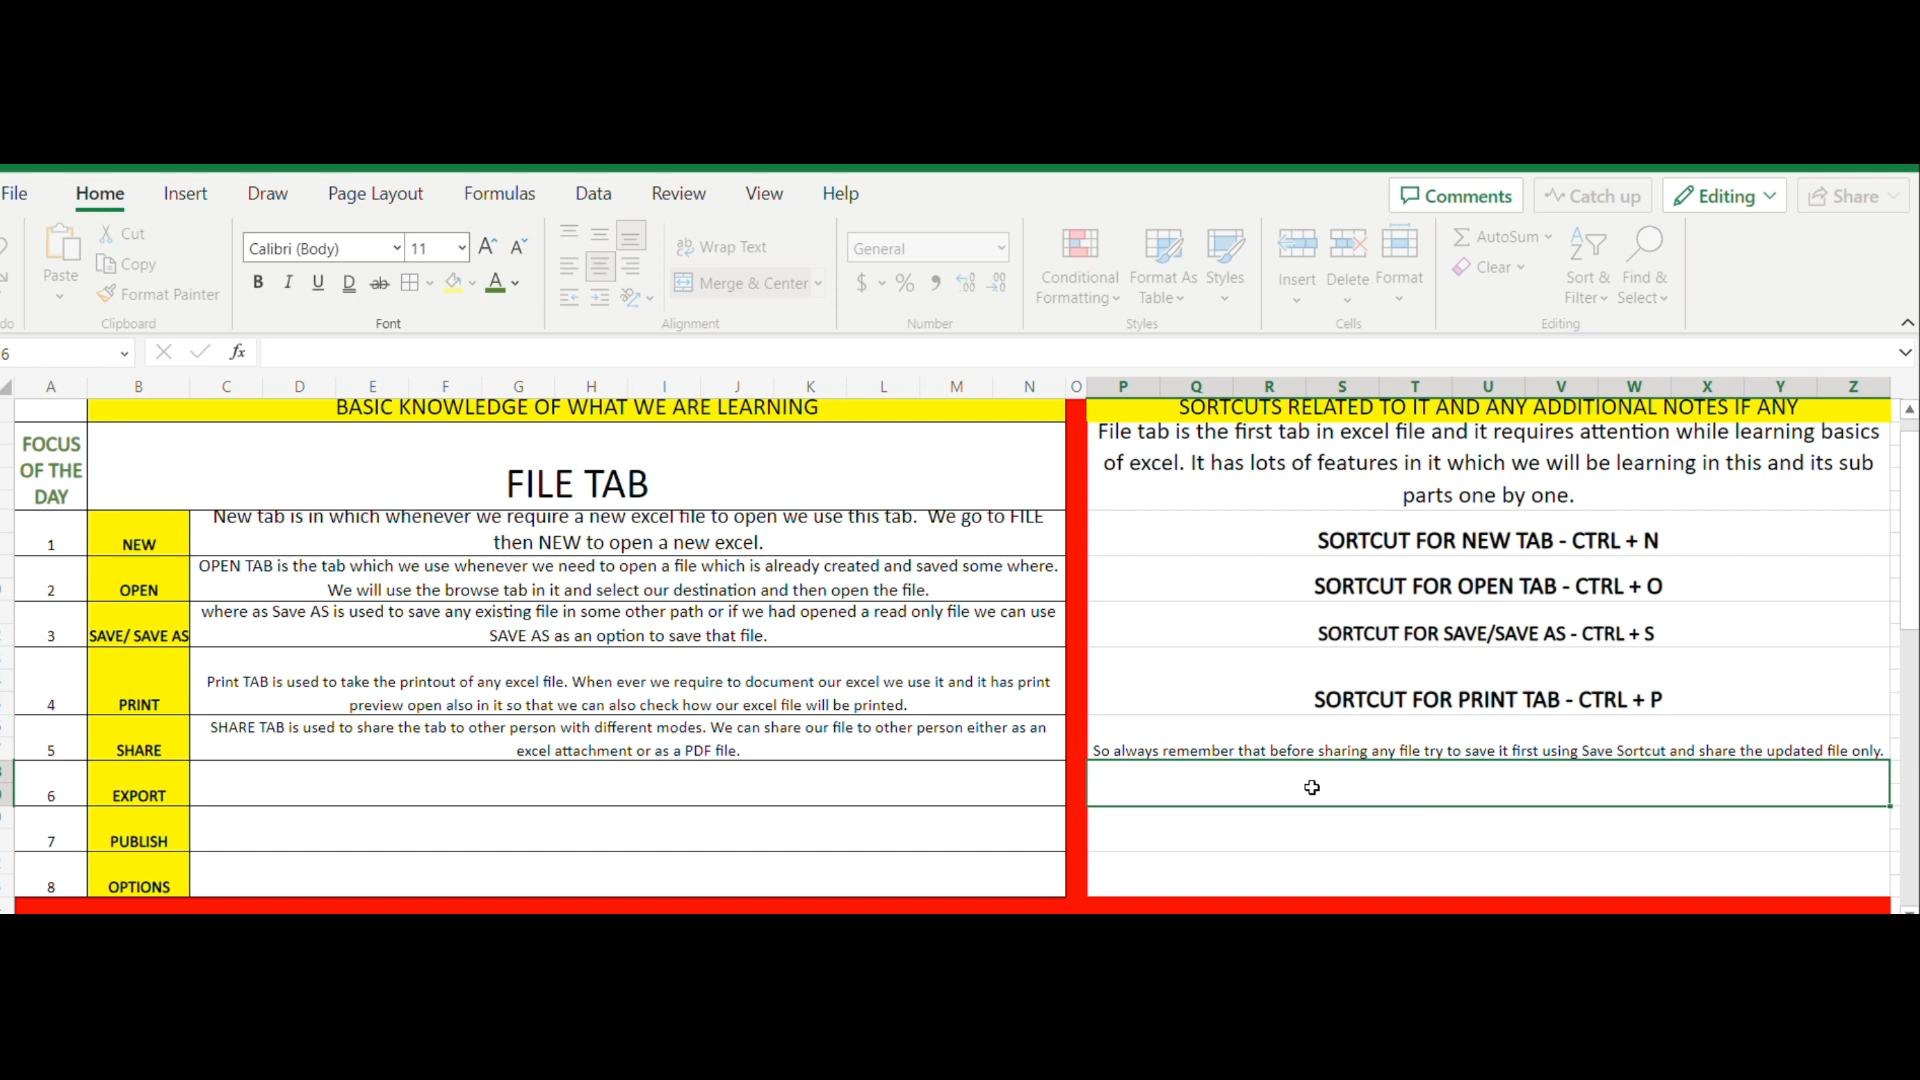 File Home Insert Draw Page Layout Formulas Data Review View Help Comments Catch up Editing Share
Paste Cut Copy Format Painter Clipboard
Calibri (Body) 11 B I U D ab A Font
Wrap Text Merge & Center Alignment
General $ % Number
Conditional Formatting Format As Table Styles Styles
Insert Delete Format Cells
AutoSum Clear Sort & Filter Find & Select Editing
do
6 fx
A B C D E F G H I J K L M N O P Q R S T U V W X Y Z
BASIC KNOWLEDGE OF WHAT WE ARE LEARNING
SORTCUTS RELATED TO IT AND ANY ADDITIONAL NOTES IF ANY
FOCUS
OF THE
DAY
FILE TAB
File tab is the first tab in excel file and it requires attention while learning basics
of excel. It has lots of features in it which we will be learning in this and its sub
parts one by one.
1 NEW
New tab is in which whenever we require a new excel file to open we use this tab. We go to FILE
then NEW to open a new excel.
SORTCUT FOR NEW TAB - CTRL + N
2 OPEN
OPEN TAB is the tab which we use whenever we need to open a file which is already created and saved some where.
We will use the browse tab in it and select our destination and then open the file.
SORTCUT FOR OPEN TAB - CTRL + O
3 SAVE/ SAVE AS
where as Save AS is used to save any existing file in some other path or if we had opened a read only file we can use
SAVE AS as an option to save that file.
SORTCUT FOR SAVE/SAVE AS - CTRL + S
4 PRINT
Print TAB is used to take the printout of any excel file. When ever we require to document our excel we use it and it has print
preview open also in it so that we can also check how our excel file will be printed.
SORTCUT FOR PRINT TAB - CTRL + P
5 SHARE
SHARE TAB is used to share the tab to other person with different modes. We can share our file to other person either as an
excel attachment or as a PDF file.
So always remember that before sharing any file try to save it first using Save Sortcut and share the updated file only.
6 EXPORT
7 PUBLISH
8 OPTIONS